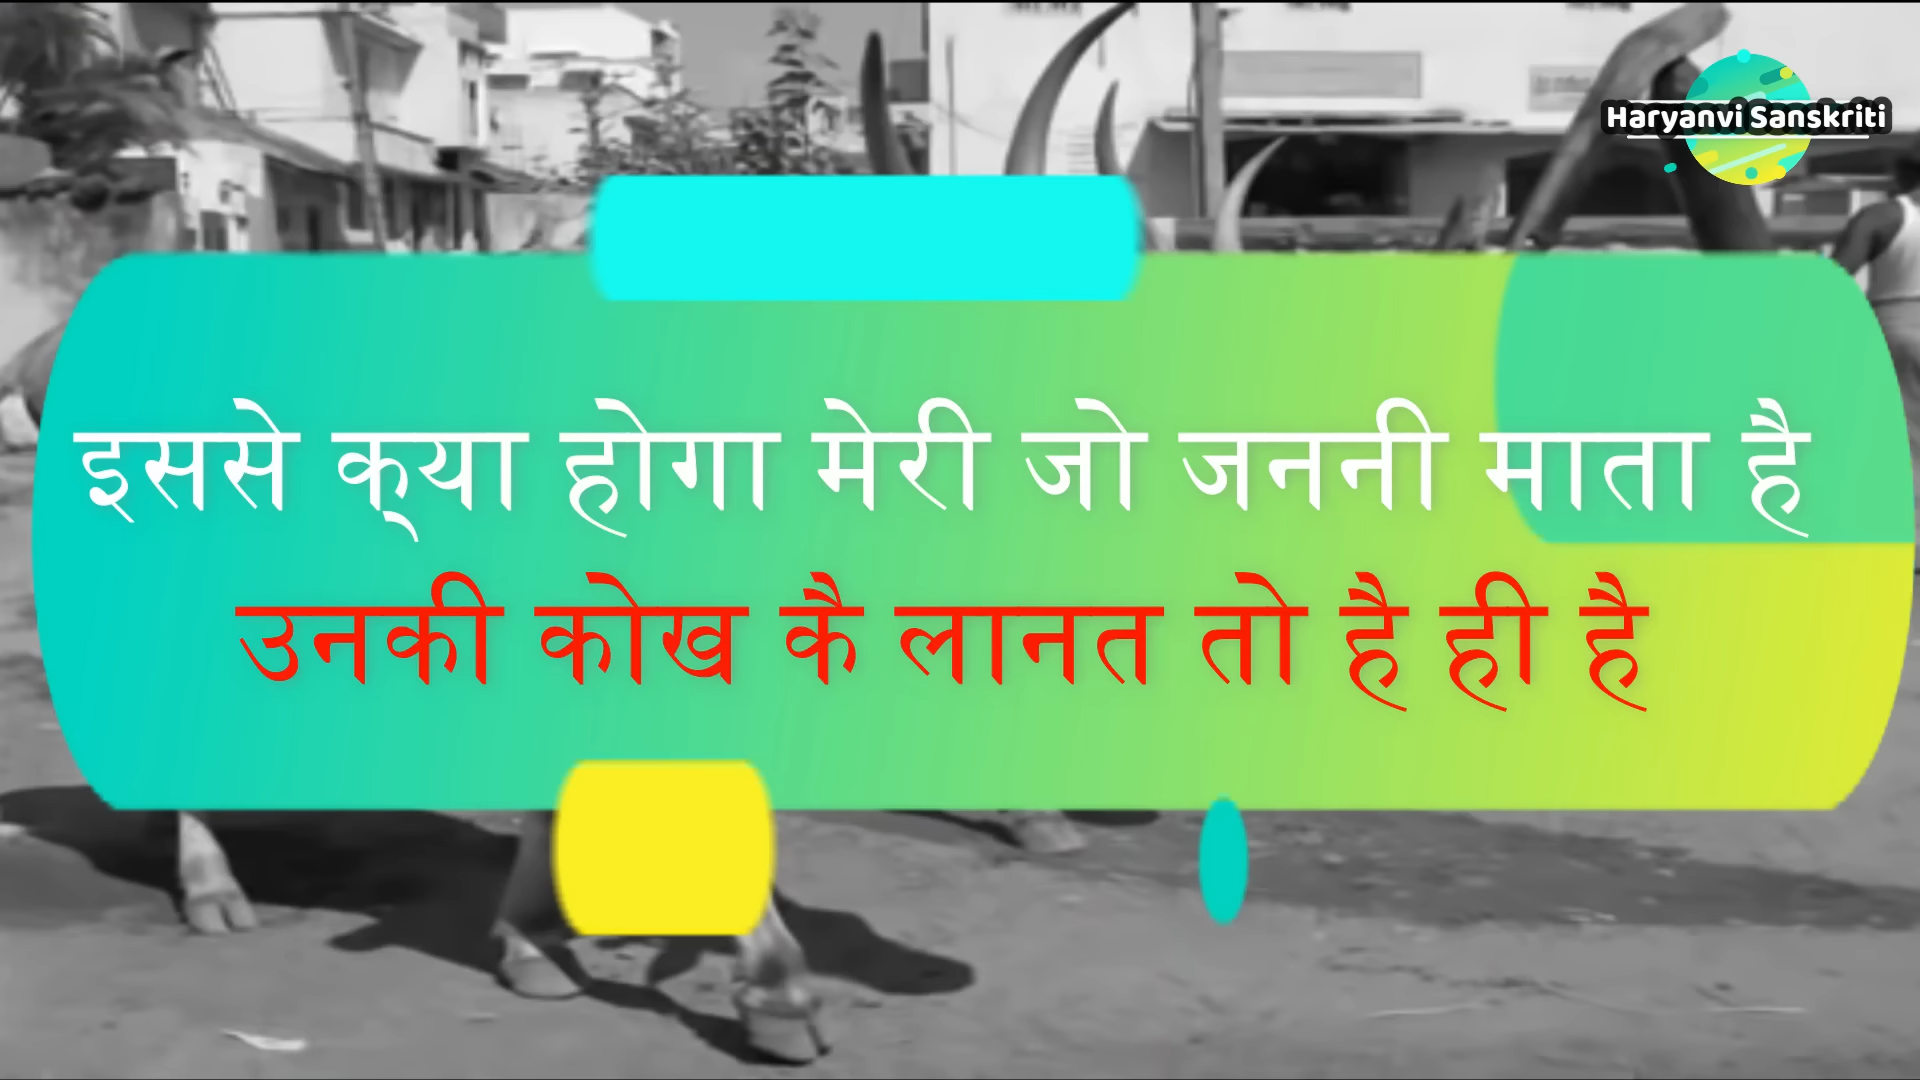 Haryanvi Sanskriti
इससे क्‌या होगा मेरी जो जननी माता है
उनकी कोख कै लानत तो है ही है